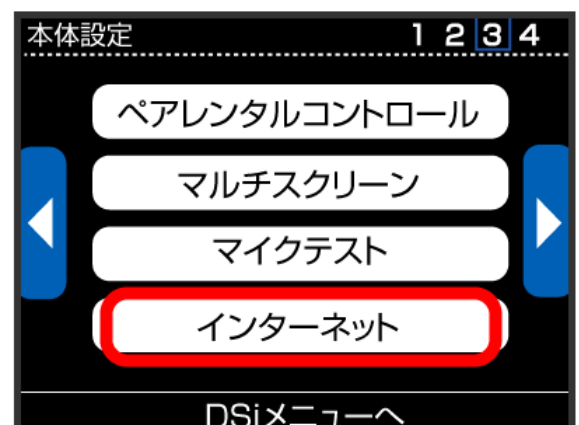 本体設定 1 2 3 4
ペアレンタルコントロール
マルチスクリーン
マイクテスト
インターネット
DSiメニューへ